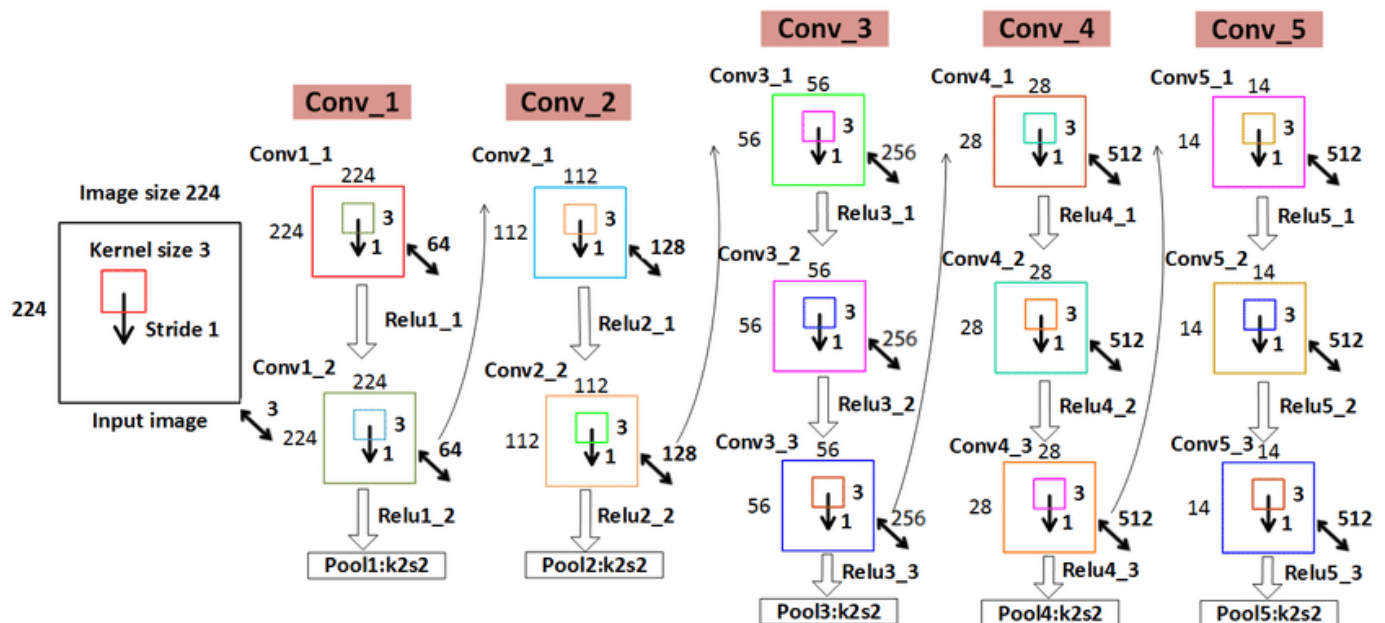 Image size 224
224
Kernel size 3
Stride 1
Input image
3
Conv_1
Conv1_1
224
224
3
1
64
Relu1_1
Conv1_2
224
224
3
1
64
Relu1_2
Pool1:k2s2
Conv_2
Conv2_1
112
112
3
1
128
Relu2_1
Conv2_2
112
112
3
1
128
Relu2_2
Pool2:k2s2
Conv_3
Conv3_1
56
56
3
1
256
Relu3_1
Conv3_2
56
56
3
1
256
Relu3_2
Conv3_3
56
56
3
1
256
Relu3_3
Pool3:k2s2
Conv_4
Conv4_1
28
28
3
1
512
Relu4_1
Conv4_2
28
28
3
1
512
Relu4_2
Conv4_3
28
28
3
1
512
Relu4_3
Pool4:k2s2
Conv_5
Conv5_1
14
14
3
1
512
Relu5_1
Conv5_2
14
14
3
1
512
Relu5_2
Conv5_3
14
14
3
1
512
Relu5_3
Pool5:k2s2